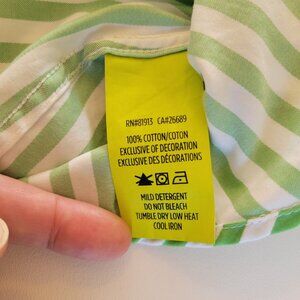 RN#81913 CA#26689
100% COTTON/COTON
EXCLUSIVE OF DECORATION
EXCLUSIVE DES DÉCORATIONS
MILD DETERGENT
DO NOT BLEACH
TUMBLE DRY LOW HEAT
COOL IRON